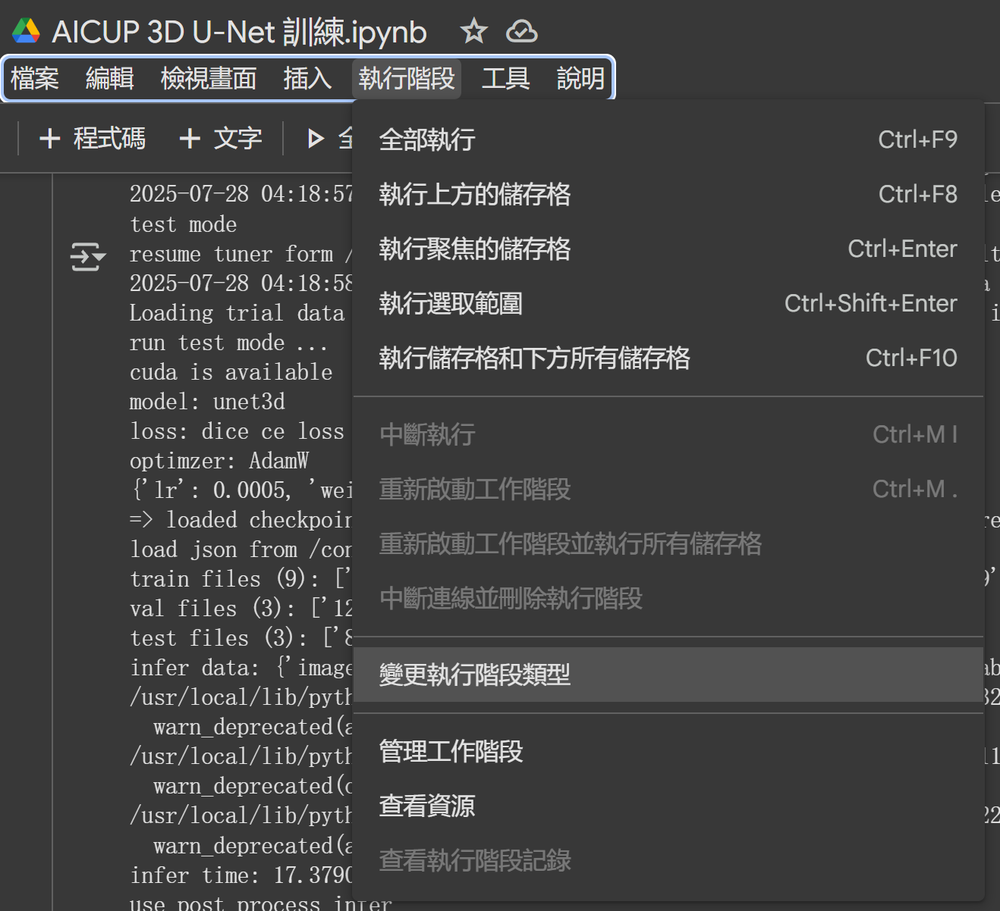 AICUP 3D U-Net 訓練.ipynb
檔案 編輯 檢視畫面 插入 執行階段 工具 說明
+ 程式碼 + 文字
全部執行 Ctrl+F9
執行上方的儲存格 Ctrl+F8
執行聚焦的儲存格 Ctrl+Enter
執行選取範圍 Ctrl+Shift+Enter
執行儲存格和下方所有儲存格 Ctrl+F10
中斷執行 Ctrl+M I
重新啟動工作階段 Ctrl+M .
重新啟動工作階段並執行所有儲存格
中斷連線並刪除執行階段
變更執行階段類型
管理工作階段
查看資源
查看執行階段記錄
2025-07-28 04:18:57
test mode
resume tuner form /
2025-07-28 04:18:58
Loading trial data
run test mode ...
cuda is available
model: unet3d
loss: dice ce loss
optimzer: AdamW
{'lr': 0.0005, 'wei
=> loaded checkpoin
load json from /con
train files (9): ['
val files (3): ['12
test files (3): ['8
infer data: {'image
/usr/local/lib/pyth
warn_deprecated(
/usr/local/lib/pyth
warn_deprecated(
/usr/local/lib/pyth
warn_deprecated(
infer time: 17.3790
use post process infer